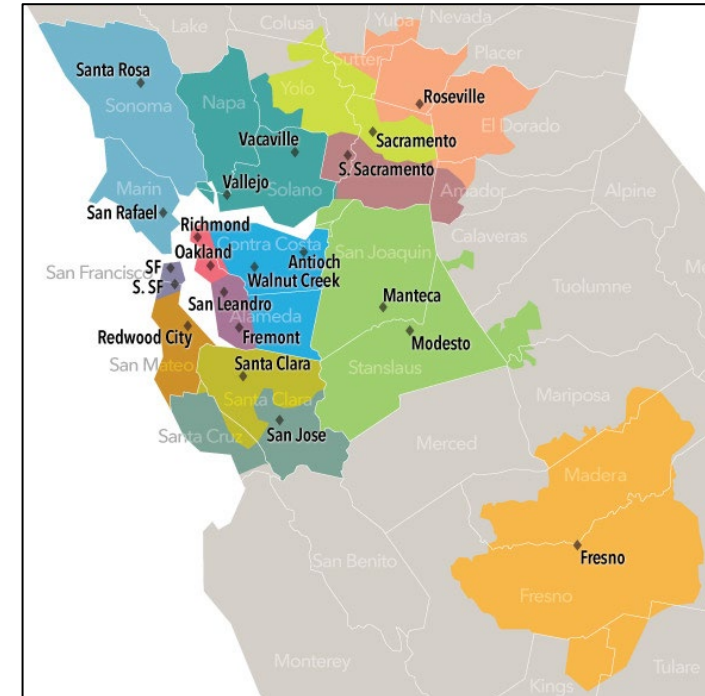 Lake
Colusa
Yuba
Nevada
Sutter
Placer
Santa Rosa
Sonoma
Napa
Yolo
Roseville
El Dorado
Vacaville
Sacramento
S. Sacramento
Solano
Marin
Vallejo
Amador
Alpine
San Rafael
Richmond
Contra Costa
San Joaquin
Calaveras
Oakland
Antioch
San Francisco
SF
Walnut Creek
S. SF
Tuolumne
San Leandro
Manteca
Alameda
Redwood City
Fremont
Modesto
San Mateo
Santa Clara
Stanslaus
Santa Clara
Mariposa
Santa Cruz
San Jose
Merced
Madera
San Benito
Fresno
Fresno
Monterey
Kings
Tulare